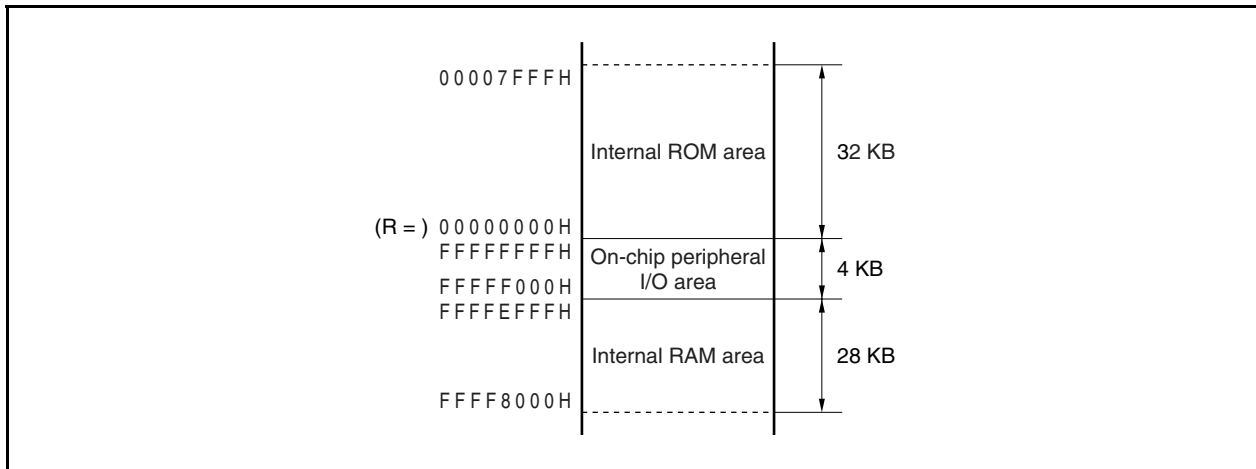 00007FFFH
Internal ROM area
32 KB
(R = ) 00000000H
FFFFFFFFH
On-chip peripheral
I/O area
4 KB
FFFFF000H
FFFFEFFFH
Internal RAM area
28 KB
FFFF8000H